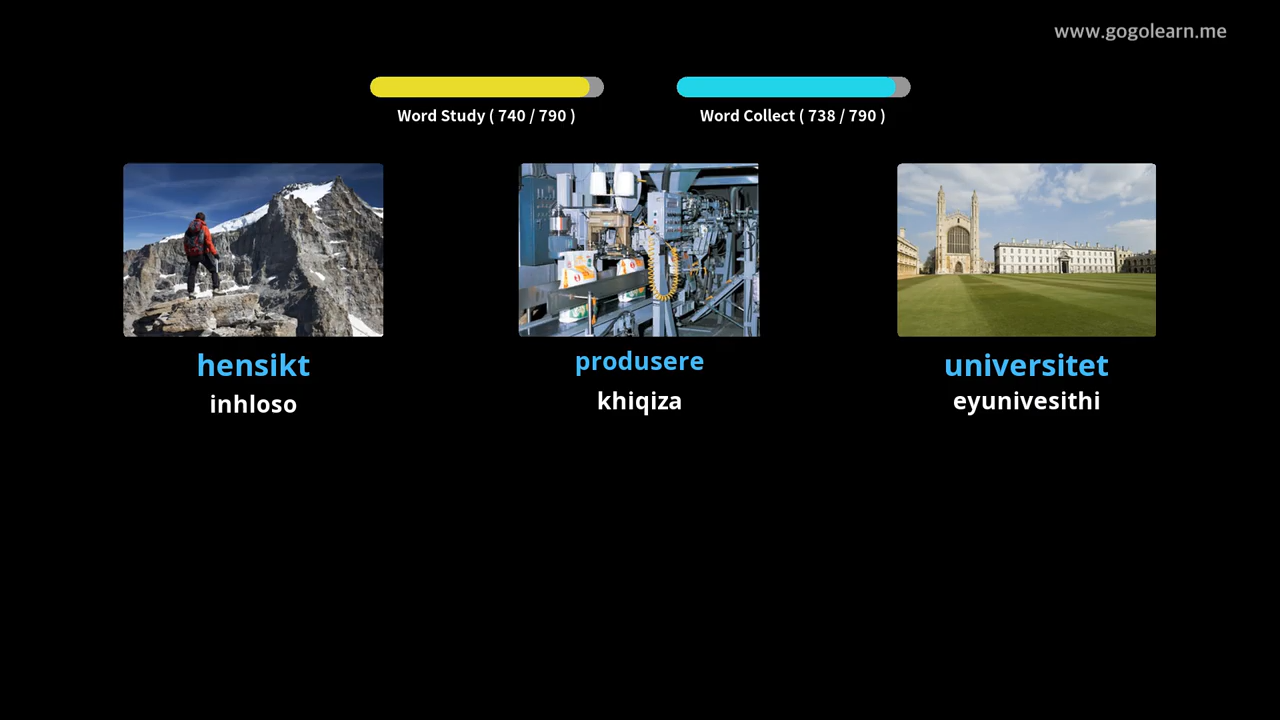 www.gogolearn.me
Word Study ( 740 / 790 )
Word Collect ( 738 / 790 )
hensikt
inhloso
produsere
khiqiza
universitet
eyunivesithi